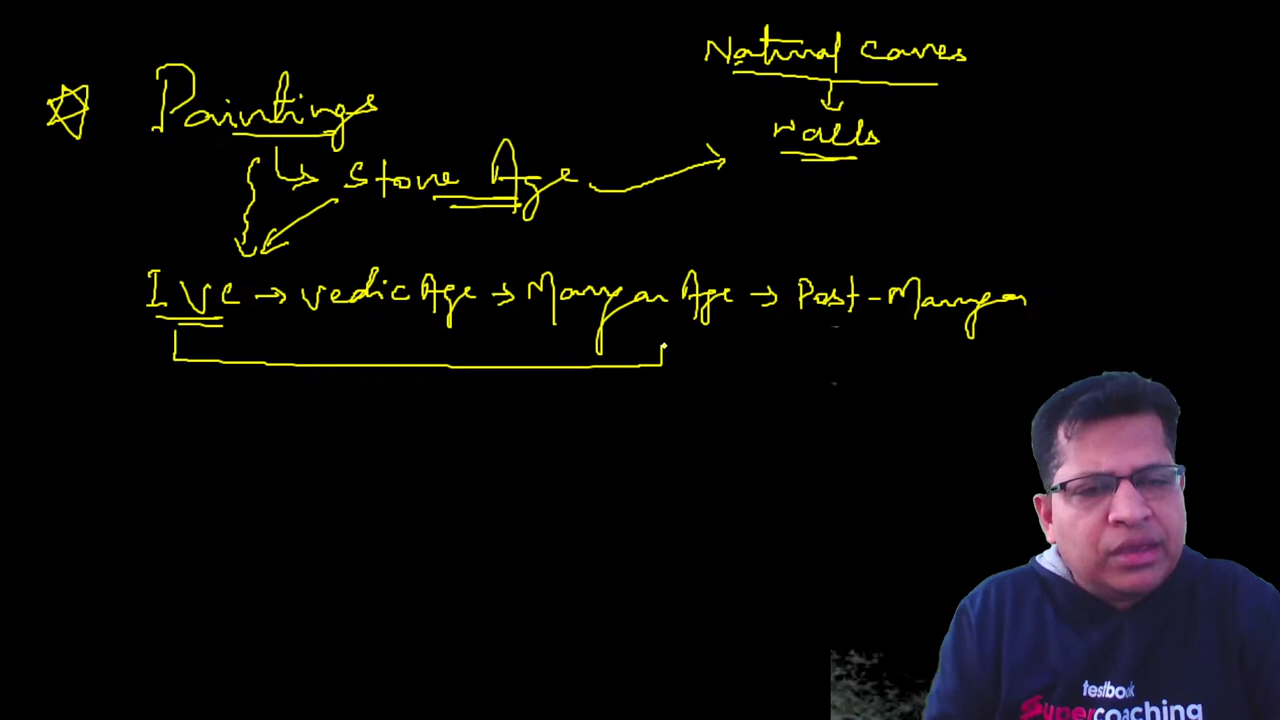 Paintings
Natural caves
walls
Stone Age
IVC → Vedic Age → Mauryan Age → Post-Mauryan
testbook
Supercoaching